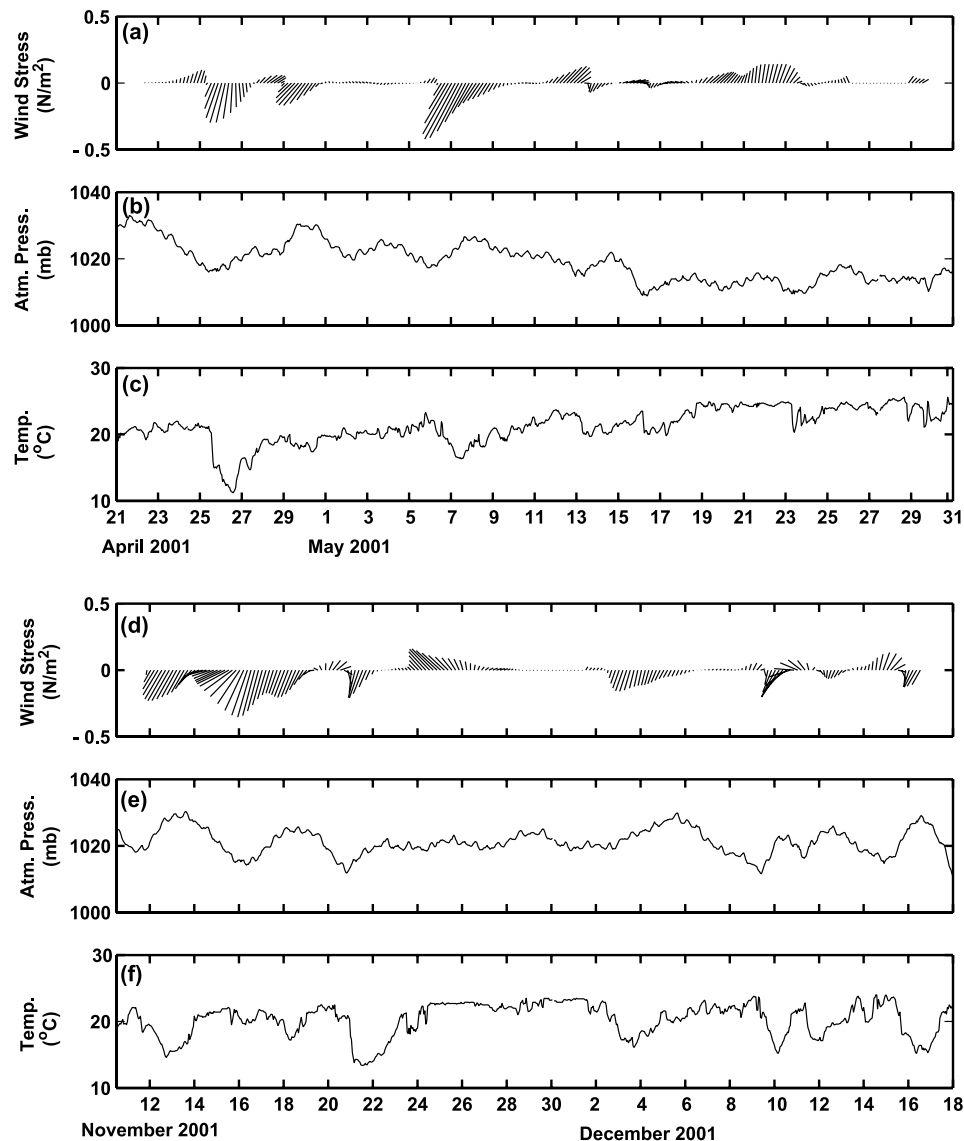 (a)
Wind Stress
(N/m²)
0.5
0
- 0.5
(b)
Atm. Press.
(mb)
1040
1020
1000
(c)
Temp.
(°C)
30
20
10
21 23 25 27 29 1 3 5 7 9 11 13 15 17 19 21 23 25 27 29 31
April 2001 May 2001
(d)
Wind Stress
(N/m²)
0.5
0
- 0.5
(e)
Atm. Press.
(mb)
1040
1020
1000
(f)
Temp.
(°C)
30
20
10
12 14 16 18 20 22 24 26 28 30 2 4 6 8 10 12 14 16 18
November 2001 December 2001